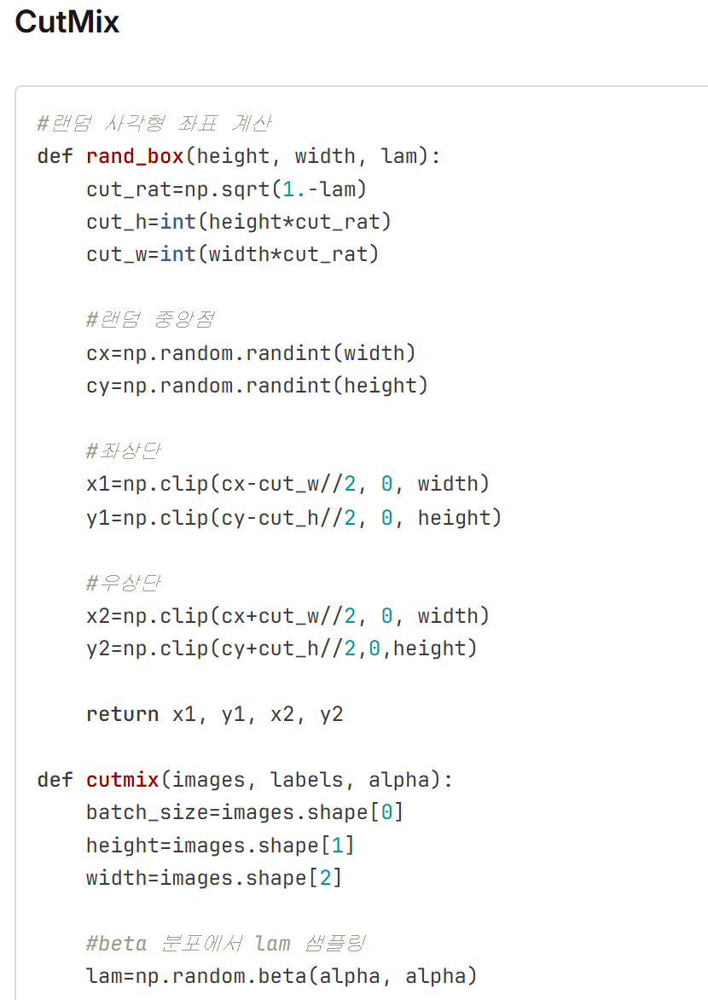 CutMix
#랜덤 사각형 좌표 계산
def rand_box(height, width, lam):
    cut_rat=np.sqrt(1.-lam)
    cut_h=int(height*cut_rat)
    cut_w=int(width*cut_rat)
    #랜덤 중앙점
    cx=np.random.randint(width)
    cy=np.random.randint(height)
    #좌상단
    x1=np.clip(cx-cut_w//2, 0, width)
    y1=np.clip(cy-cut_h//2, 0, height)
    #우상단
    x2=np.clip(cx+cut_w//2, 0, width)
    y2=np.clip(cy+cut_h//2,0,height)
    return x1, y1, x2, y2
def cutmix(images, labels, alpha):
    batch_size=images.shape[0]
    height=images.shape[1]
    width=images.shape[2]
    #beta 분포에서 lam 샘플링
    lam=np.random.beta(alpha, alpha)